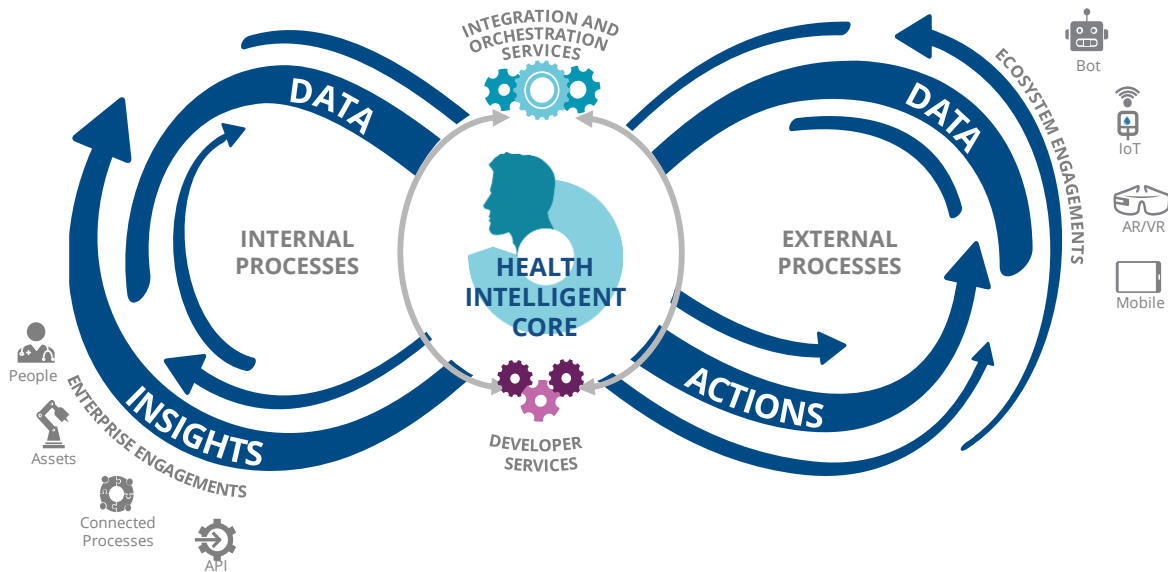 INTEGRATION AND
ORCHESTRATION
SERVICES
DATA
DATA
ECOSYSTEM ENGAGEMENTS
Bot
IoT
AR/VR
Mobile
INTERNAL
PROCESSES
EXTERNAL
PROCESSES
HEALTH
INTELLIGENT
CORE
People
Assets
Connected
Processes
API
ENTERPRISE ENGAGEMENTS
INSIGHTS
ACTIONS
DEVELOPER
SERVICES